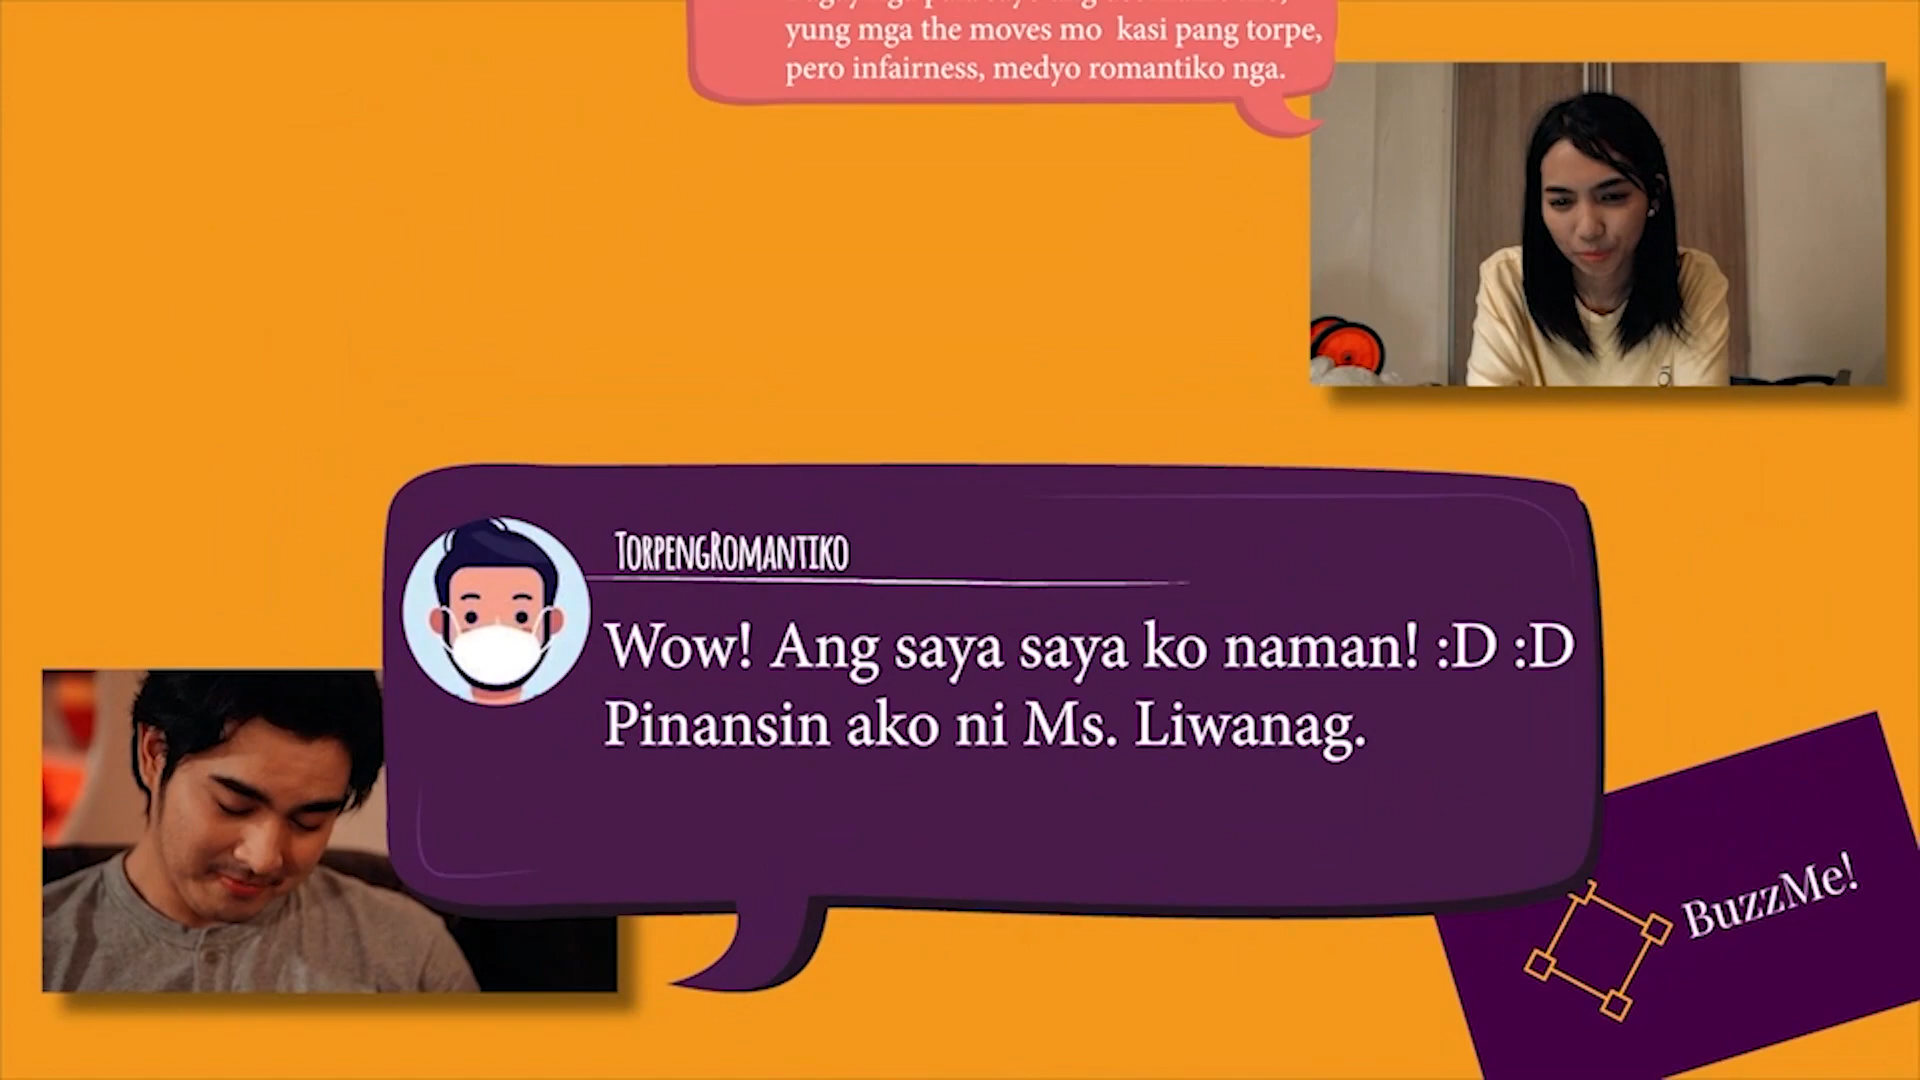 yung mga the moves mo kasi pang torpe,
pero infairness, medyo romantiko nga.
TorpengRomantiko
Wow! Ang saya saya ko naman! :D :D
Pinansin ako ni Ms. Liwanag.
BuzzMe!